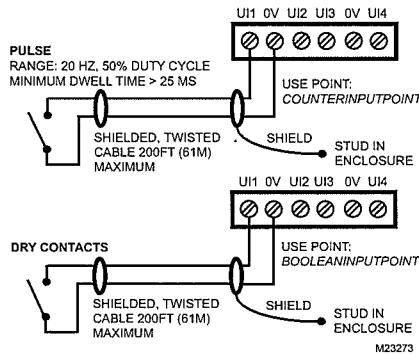 UI1 0V UI2 UI3 0V UI4
PULSE
RANGE: 20 HZ, 50% DUTY CYCLE
MINIMUM DWELL TIME > 25 MS
USE POINT:
COUNTERINPUTPOINT
SHIELDED, TWISTED
CABLE 200FT (61M)
MAXIMUM
SHIELD
STUD IN
ENCLOSURE
UI1 0V UI2 UI3 0V UI4
DRY CONTACTS
USE POINT:
BOOLEANINPUTPOINT
SHIELDED, TWISTED
CABLE 200FT (61M)
MAXIMUM
SHIELD
STUD IN
ENCLOSURE
M23273